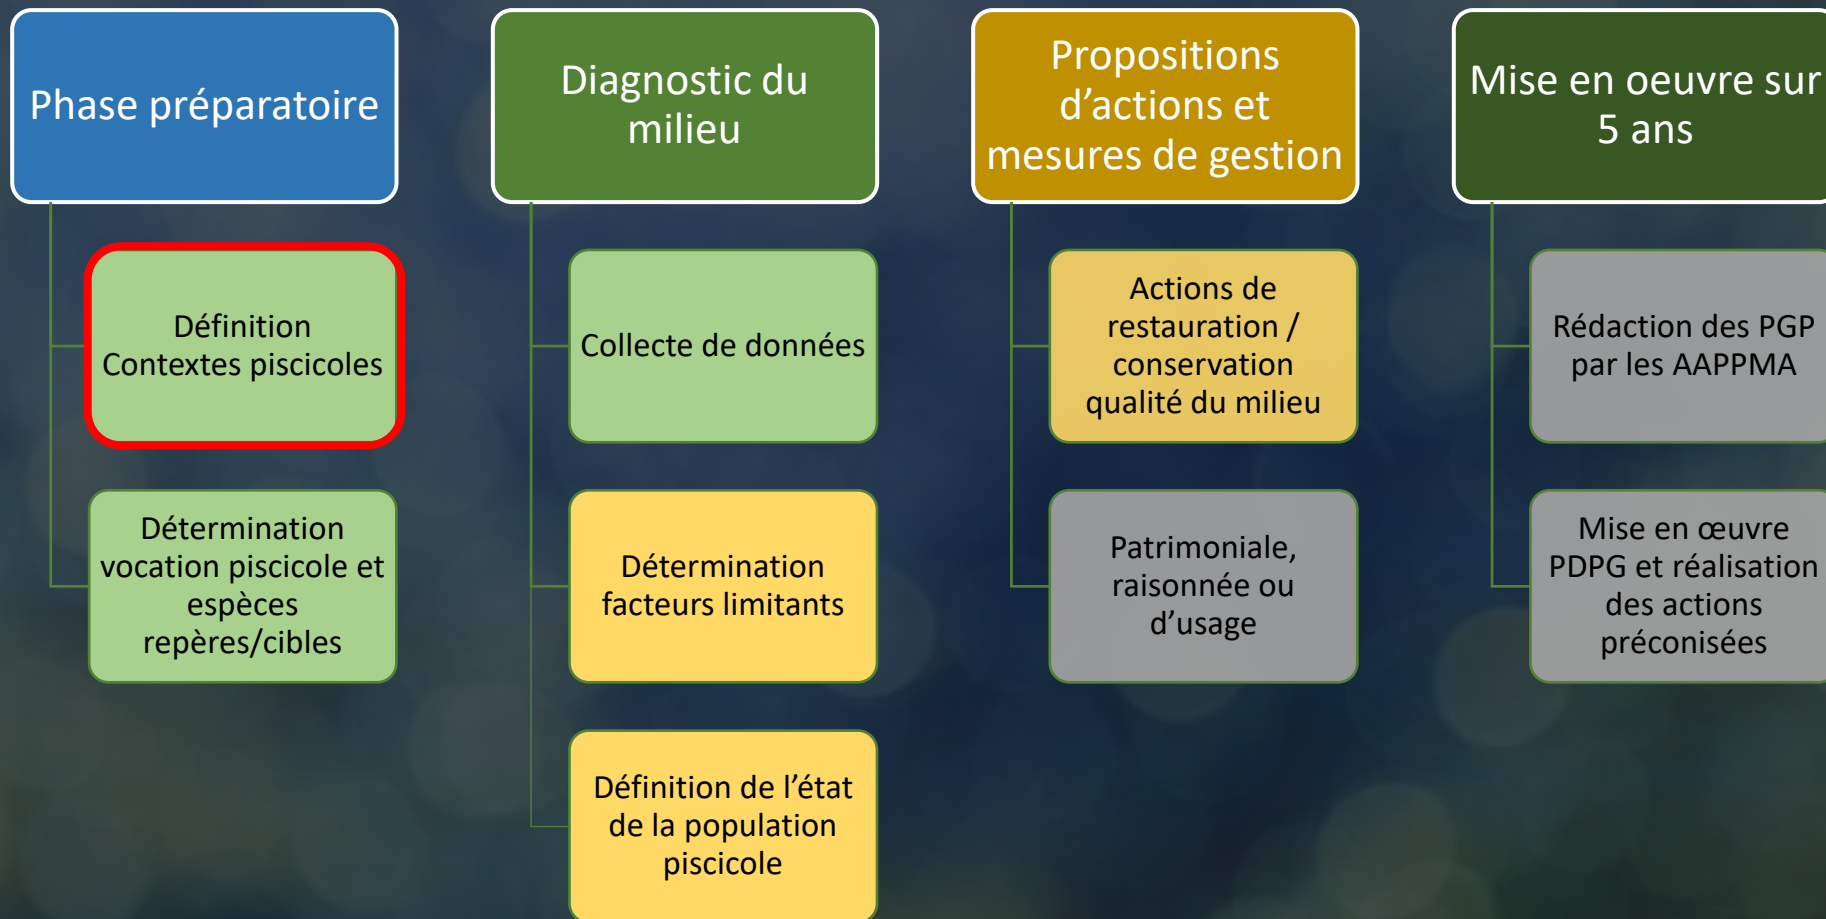 Phase préparatoire
Définition
Contextes piscicoles
Détermination
vocation piscicole et
espèces
repères/cibles
Diagnostic du
milieu
Collecte de données
Détermination
facteurs limitants
Définition de l’état
de la population
piscicole
Propositions
d’actions et
mesures de gestion
Actions de
restauration /
conservation
qualité du milieu
Patrimoniale,
raisonnée ou
d’usage
Mise en oeuvre sur
5 ans
Rédaction des PGP
par les AAPPMA
Mise en œuvre
PDPG et réalisation
des actions
préconisées